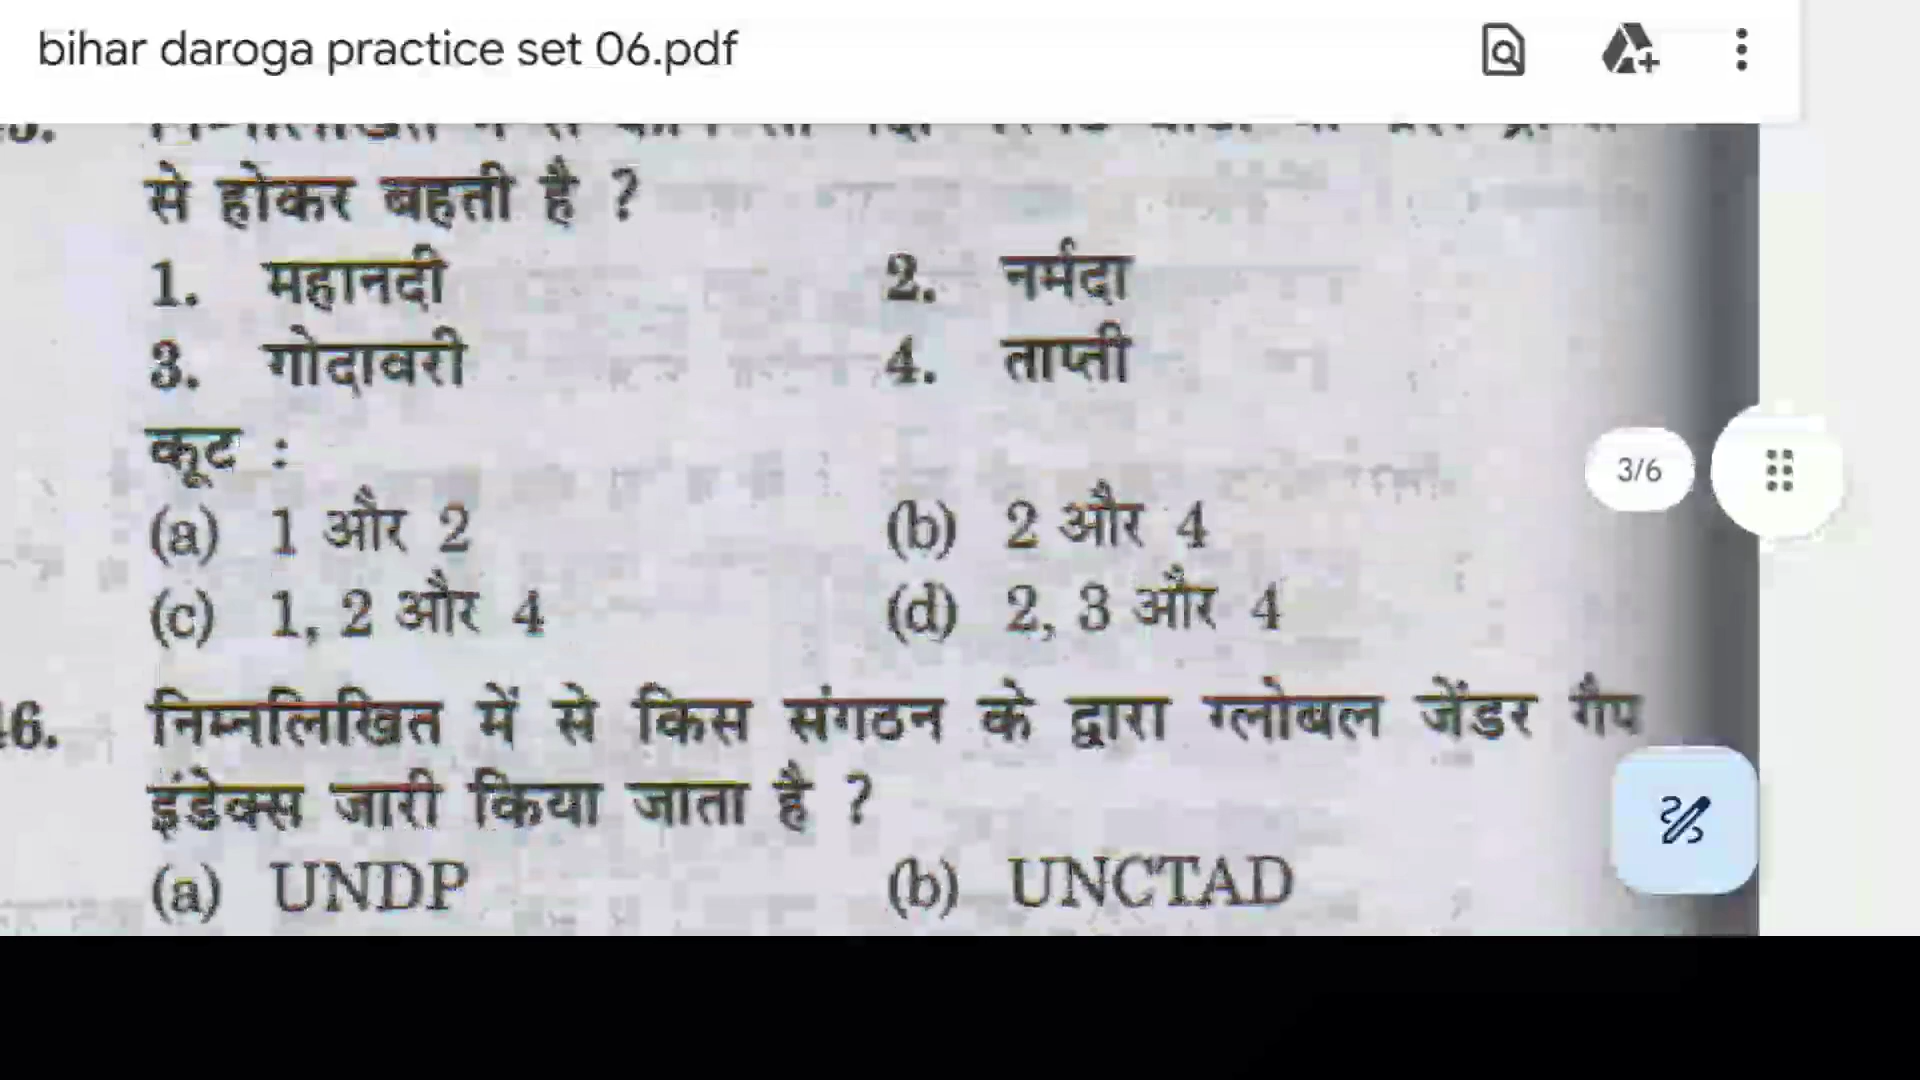 bihar daroga practice set 06.pdf
से होकर बहती है ?
1. महानदी 2. नर्मदा
3. गोदावरी 4. ताप्ती
कूट :
(a) 1 और 2 (b) 2 और 4
3/6
(c) 1, 2 और 4 (d) 2, 3 और 4
46. निम्नलिखित में से किस संगठन के द्वारा ग्लोबल जेंडर गैप
इंडेक्स जारी किया जाता है ?
(a) UNDP (b) UNCTAD